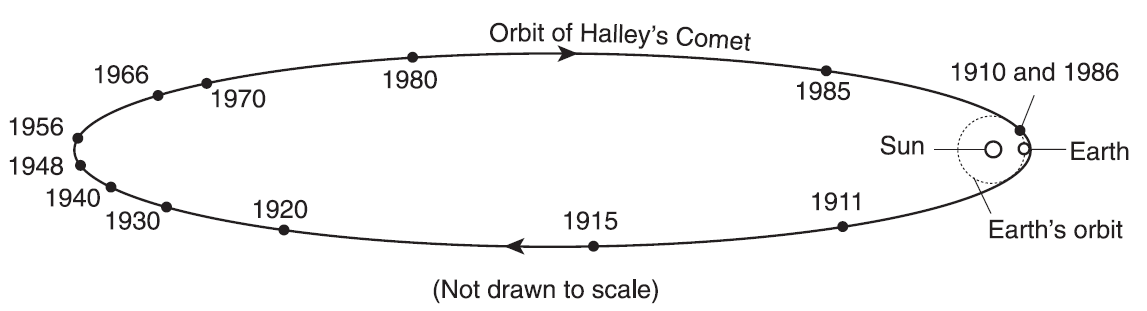 Orbit of Halley's Comet
1966
1980
1970
1985
1910 and 1986
1956
1948
1940
1930
1920
1915
1911
Sun
Earth
Earth's orbit
(Not drawn to scale)